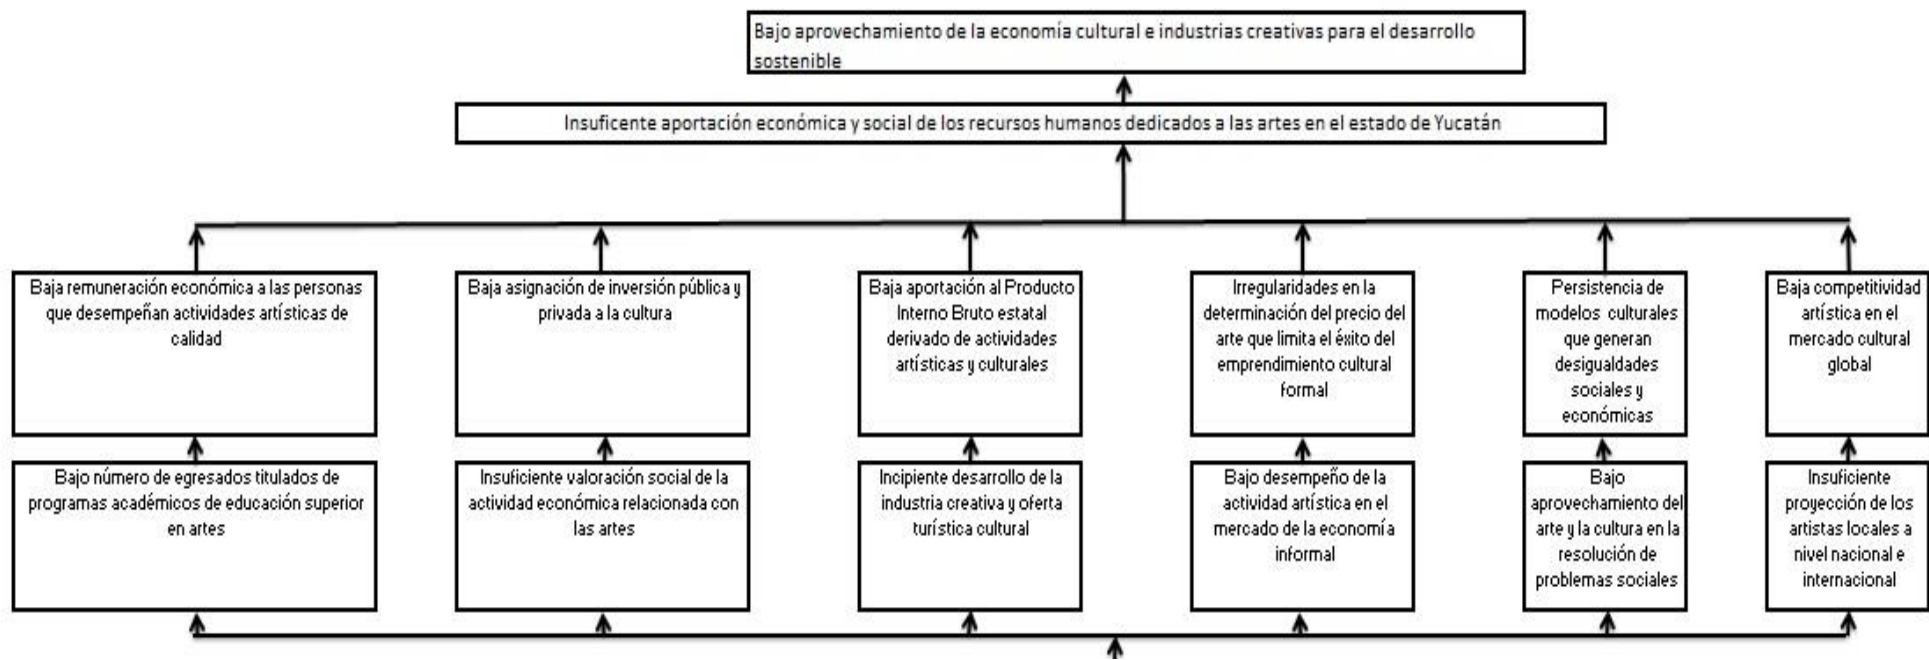 Bajo aprovechamiento de la economía cultural e industrias creativas para el desarrollo
sostenible
Insuficente aportación económica y social de los recursos humanos dedicados a las artes en el estado de Yucatán
Baja remuneración económica a las personas
que desempeñan actividades artísticas de
calidad
Baja asignación de inversión pública y
privada a la cultura
Baja aportación al Producto
Interno Bruto estatal
derivado de actividades
artísticas y culturales
Irregularidades en la
determinación del precio del
arte que limita el éxito del
emprendimiento cultural
formal
Persistencia de
modelos culturales
que generan
desigualdades
sociales y
económicas
Baja competitividad
artística en el
mercado cultural
global
Bajo número de egresados titulados de
programas académicos de educación superior
en artes
Insuficiente valoración social de la
actividad económica relacionada con
las artes
Incipiente desarrollo de la
industria creativa y oferta
turística cultural
Bajo desempeño de la
actividad artística en el
mercado de la economía
informal
Bajo
aprovechamiento del
arte y la cultura en la
resolución de
problemas sociales
Insuficiente
proyección de los
artistas locales a
nivel nacional e
internacional